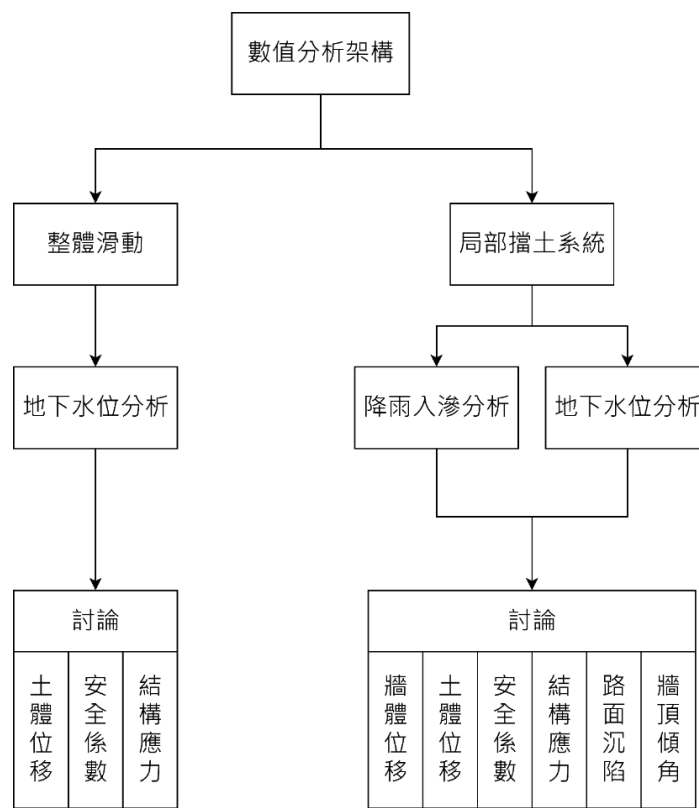 數值分析架構
整體滑動
局部擋土系統
地下水位分析
降雨入滲分析
地下水位分析
討論
土體位移
安全係數
結構應力
討論
牆體位移
土體位移
安全係數
結構應力
路面沉陷
牆頂傾角